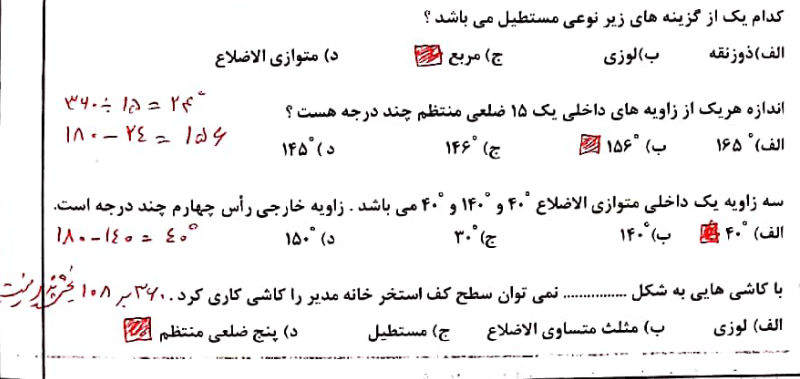 کدام یک از گزینه های زیر نوعی مستطیل می باشد ؟
الف)ذوزنقه ب)لوزی ج) مربع د) متوازی الاضلاع
۳۶۰ ÷ ۱۵ = ۲۴°
اندازه هریک از زاویه های داخلی یک ۱۵ ضلعی منتظم چند درجه هست ؟
۱۸۰ - ۲٤ = ۱۵۶
الف) ۱۶۵° ب) ۱۵۶° ج) ۱۴۶° د) ۱۴۵°
سه زاویه یک داخلی متوازی الاضلاع ۴۰° و ۱۴۰° و ۴۰° می باشد . زاویه خارجی رأس چهارم چند درجه است.
الف) ۴۰° ب) ۱۴۰° ج) ۳۰° د) ۱۵۰°
۱۸۰ - ۱٤۰ = ٤۰°
با کاشی هایی به شکل ................ نمی توان سطح کف استخر خانه مدیر را کاشی کاری کرد . ۳۶۰ بر ۱۰۸ بخش پذیر نیست
الف) لوزی ب) مثلث متساوی الاضلاع ج) مستطیل د) پنج ضلعی منتظم